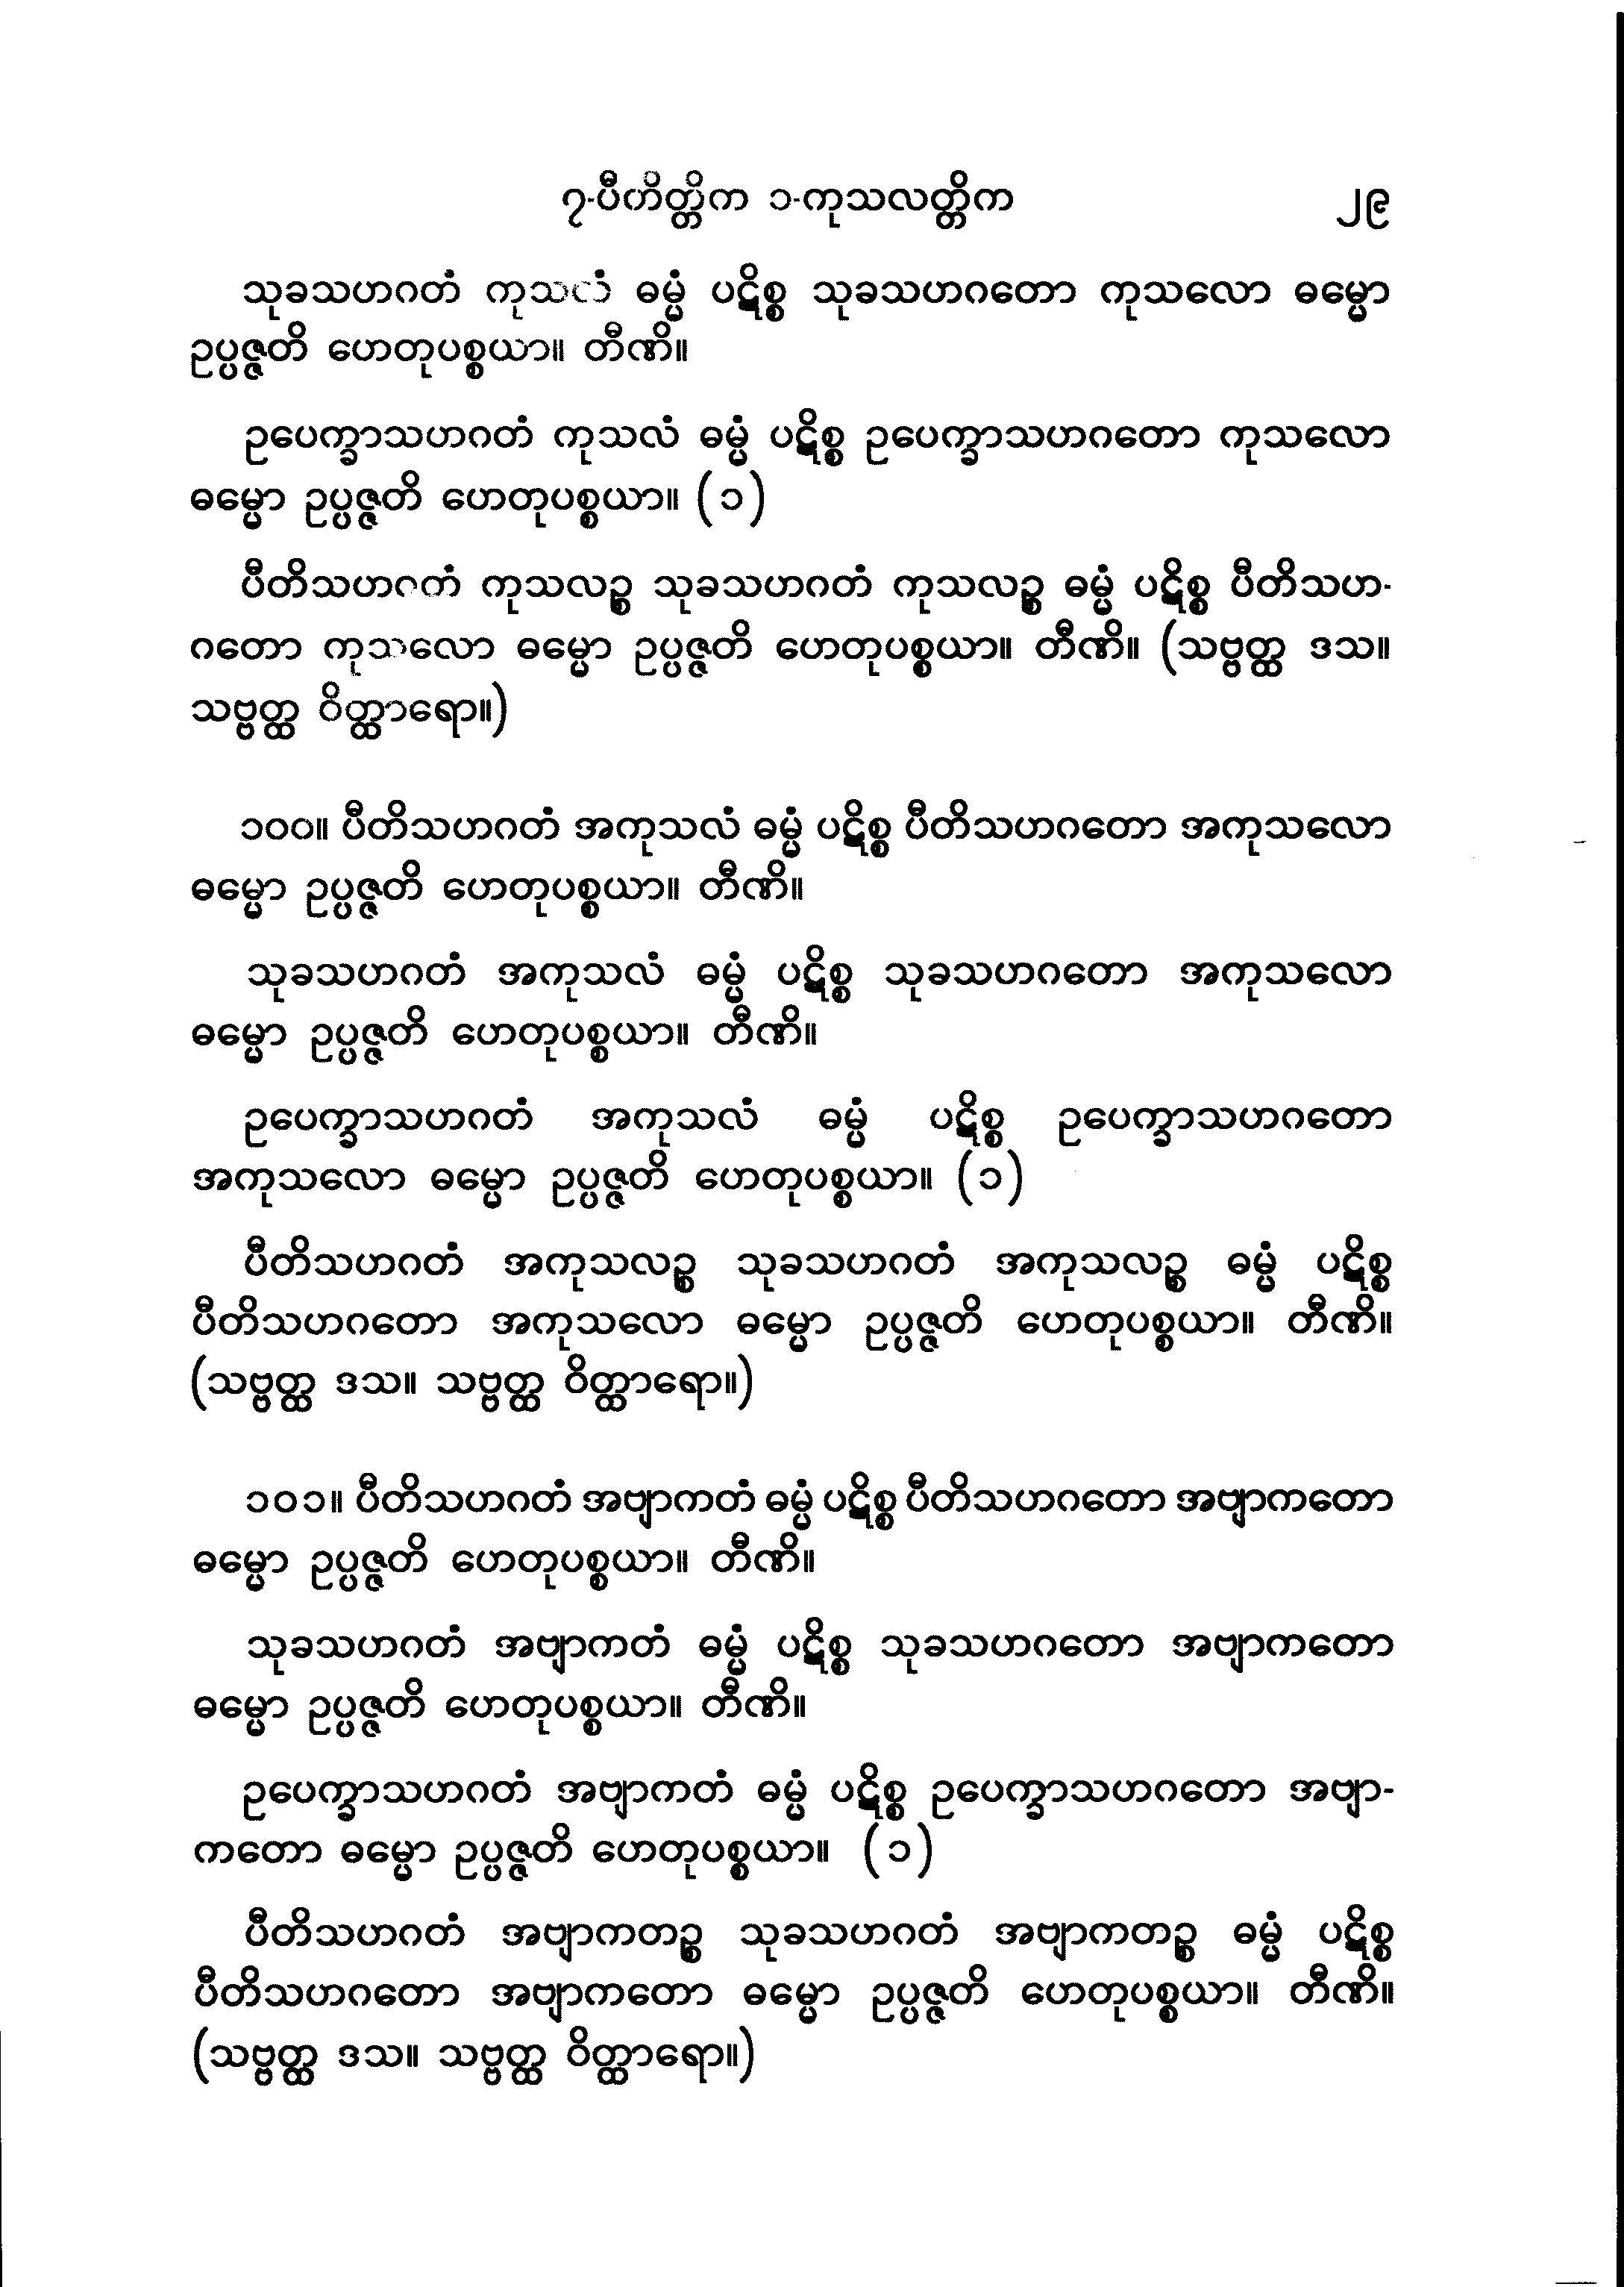 ၇-ပီတိတ္တိက ၁-ကုသလတ္တိက ၂၉
သုခသဟဂတံ ကုသလံ ဓမ္မံ ပဋိစ္စ သုခသဟဂတော ကုသလော ဓမ္မော
ဥပ္ပဇ္ဇတိ ဟေတုပစ္စယာ။ တီဏိ။
ဥပေက္ခာသဟဂတံ ကုသလံ ဓမ္မံ ပဋိစ္စ ဥပေက္ခာသဟဂတော ကုသလော
ဓမ္မော ဥပ္ပဇ္ဇတိ ဟေတုပစ္စယာ။ (၁)
ပီတိသဟဂတံ ကုသလဉ္စ သုခသဟဂတံ ကုသလဉ္စ ဓမ္မံ ပဋိစ္စ ပီတိသဟ-
ဂတော ကုသလော ဓမ္မော ဥပ္ပဇ္ဇတိ ဟေတုပစ္စယာ။ တီဏိ။ (သဗ္ဗတ္ထ ဒသ။
သဗ္ဗတ္ထ ဝိတ္ထာရော။)
၁၀၀။ ပီတိသဟဂတံ အကုသလံ ဓမ္မံ ပဋိစ္စ ပီတိသဟဂတော အကုသလော
ဓမ္မော ဥပ္ပဇ္ဇတိ ဟေတုပစ္စယာ။ တီဏိ။
သုခသဟဂတံ အကုသလံ ဓမ္မံ ပဋိစ္စ သုခသဟဂတော အကုသလော
ဓမ္မော ဥပ္ပဇ္ဇတိ ဟေတုပစ္စယာ။ တီဏိ။
ဥပေက္ခာသဟဂတံ အကုသလံ ဓမ္မံ ပဋိစ္စ ဥပေက္ခာသဟဂတော
အကုသလော ဓမ္မော ဥပ္ပဇ္ဇတိ ဟေတုပစ္စယာ။ (၁)
ပီတိသဟဂတံ အကုသလဉ္စ သုခသဟဂတံ အကုသလဉ္စ ဓမ္မံ ပဋိစ္စ
ပီတိသဟဂတော အကုသလော ဓမ္မော ဥပ္ပဇ္ဇတိ ဟေတုပစ္စယာ။ တီဏိ။
(သဗ္ဗတ္ထ ဒသ။ သဗ္ဗတ္ထ ဝိတ္ထာရော။)
၁၀၁။ ပီတိသဟဂတံ အဗျာကတံ ဓမ္မံ ပဋိစ္စ ပီတိသဟဂတော အဗျာကတော
ဓမ္မော ဥပ္ပဇ္ဇတိ ဟေတုပစ္စယာ။ တီဏိ။
သုခသဟဂတံ အဗျာကတံ ဓမ္မံ ပဋိစ္စ သုခသဟဂတော အဗျာကတော
ဓမ္မော ဥပ္ပဇ္ဇတိ ဟေတုပစ္စယာ။ တီဏိ။
ဥပေက္ခာသဟဂတံ အဗျာကတံ ဓမ္မံ ပဋိစ္စ ဥပေက္ခာသဟဂတော အဗျာ-
ကတော ဓမ္မော ဥပ္ပဇ္ဇတိ ဟေတုပစ္စယာ။ (၁)
ပီတိသဟဂတံ အဗျာကတဉ္စ သုခသဟဂတံ အဗျာကတဉ္စ ဓမ္မံ ပဋိစ္စ
ပီတိသဟဂတော အဗျာကတော ဓမ္မော ဥပ္ပဇ္ဇတိ ဟေတုပစ္စယာ။ တီဏိ။
(သဗ္ဗတ္ထ ဒသ။ သဗ္ဗတ္ထ ဝိတ္ထာရော။)